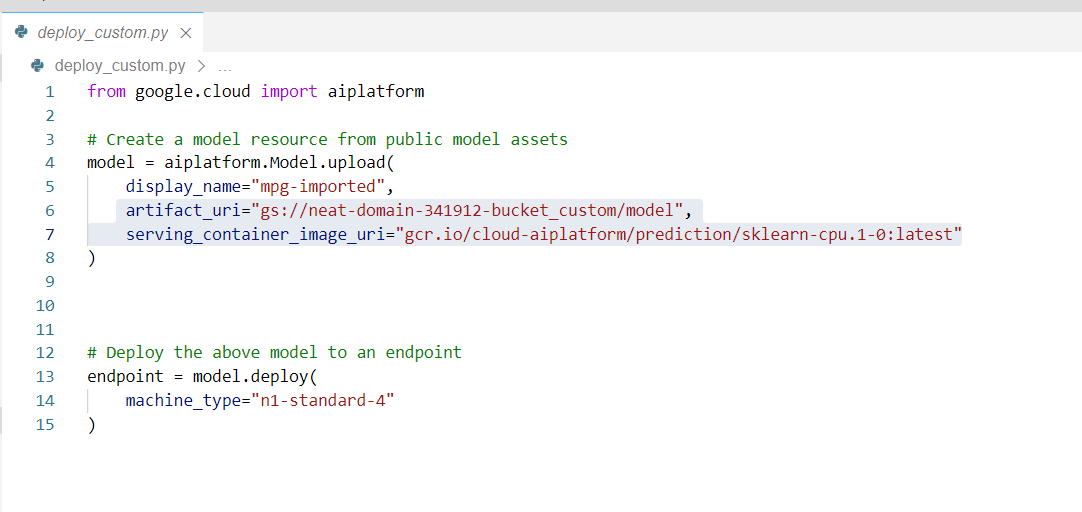 deploy_custom.py ×
deploy_custom.py > ...
1 from google.cloud import aiplatform
2
3 # Create a model resource from public model assets
4 model = aiplatform.Model.upload(
5     display_name="mpg-imported",
6     artifact_uri="gs://neat-domain-341912-bucket_custom/model",
7     serving_container_image_uri="gcr.io/cloud-aiplatform/prediction/sklearn-cpu.1-0:latest"
8 )
9
10
11
12 # Deploy the above model to an endpoint
13 endpoint = model.deploy(
14     machine_type="n1-standard-4"
15 )